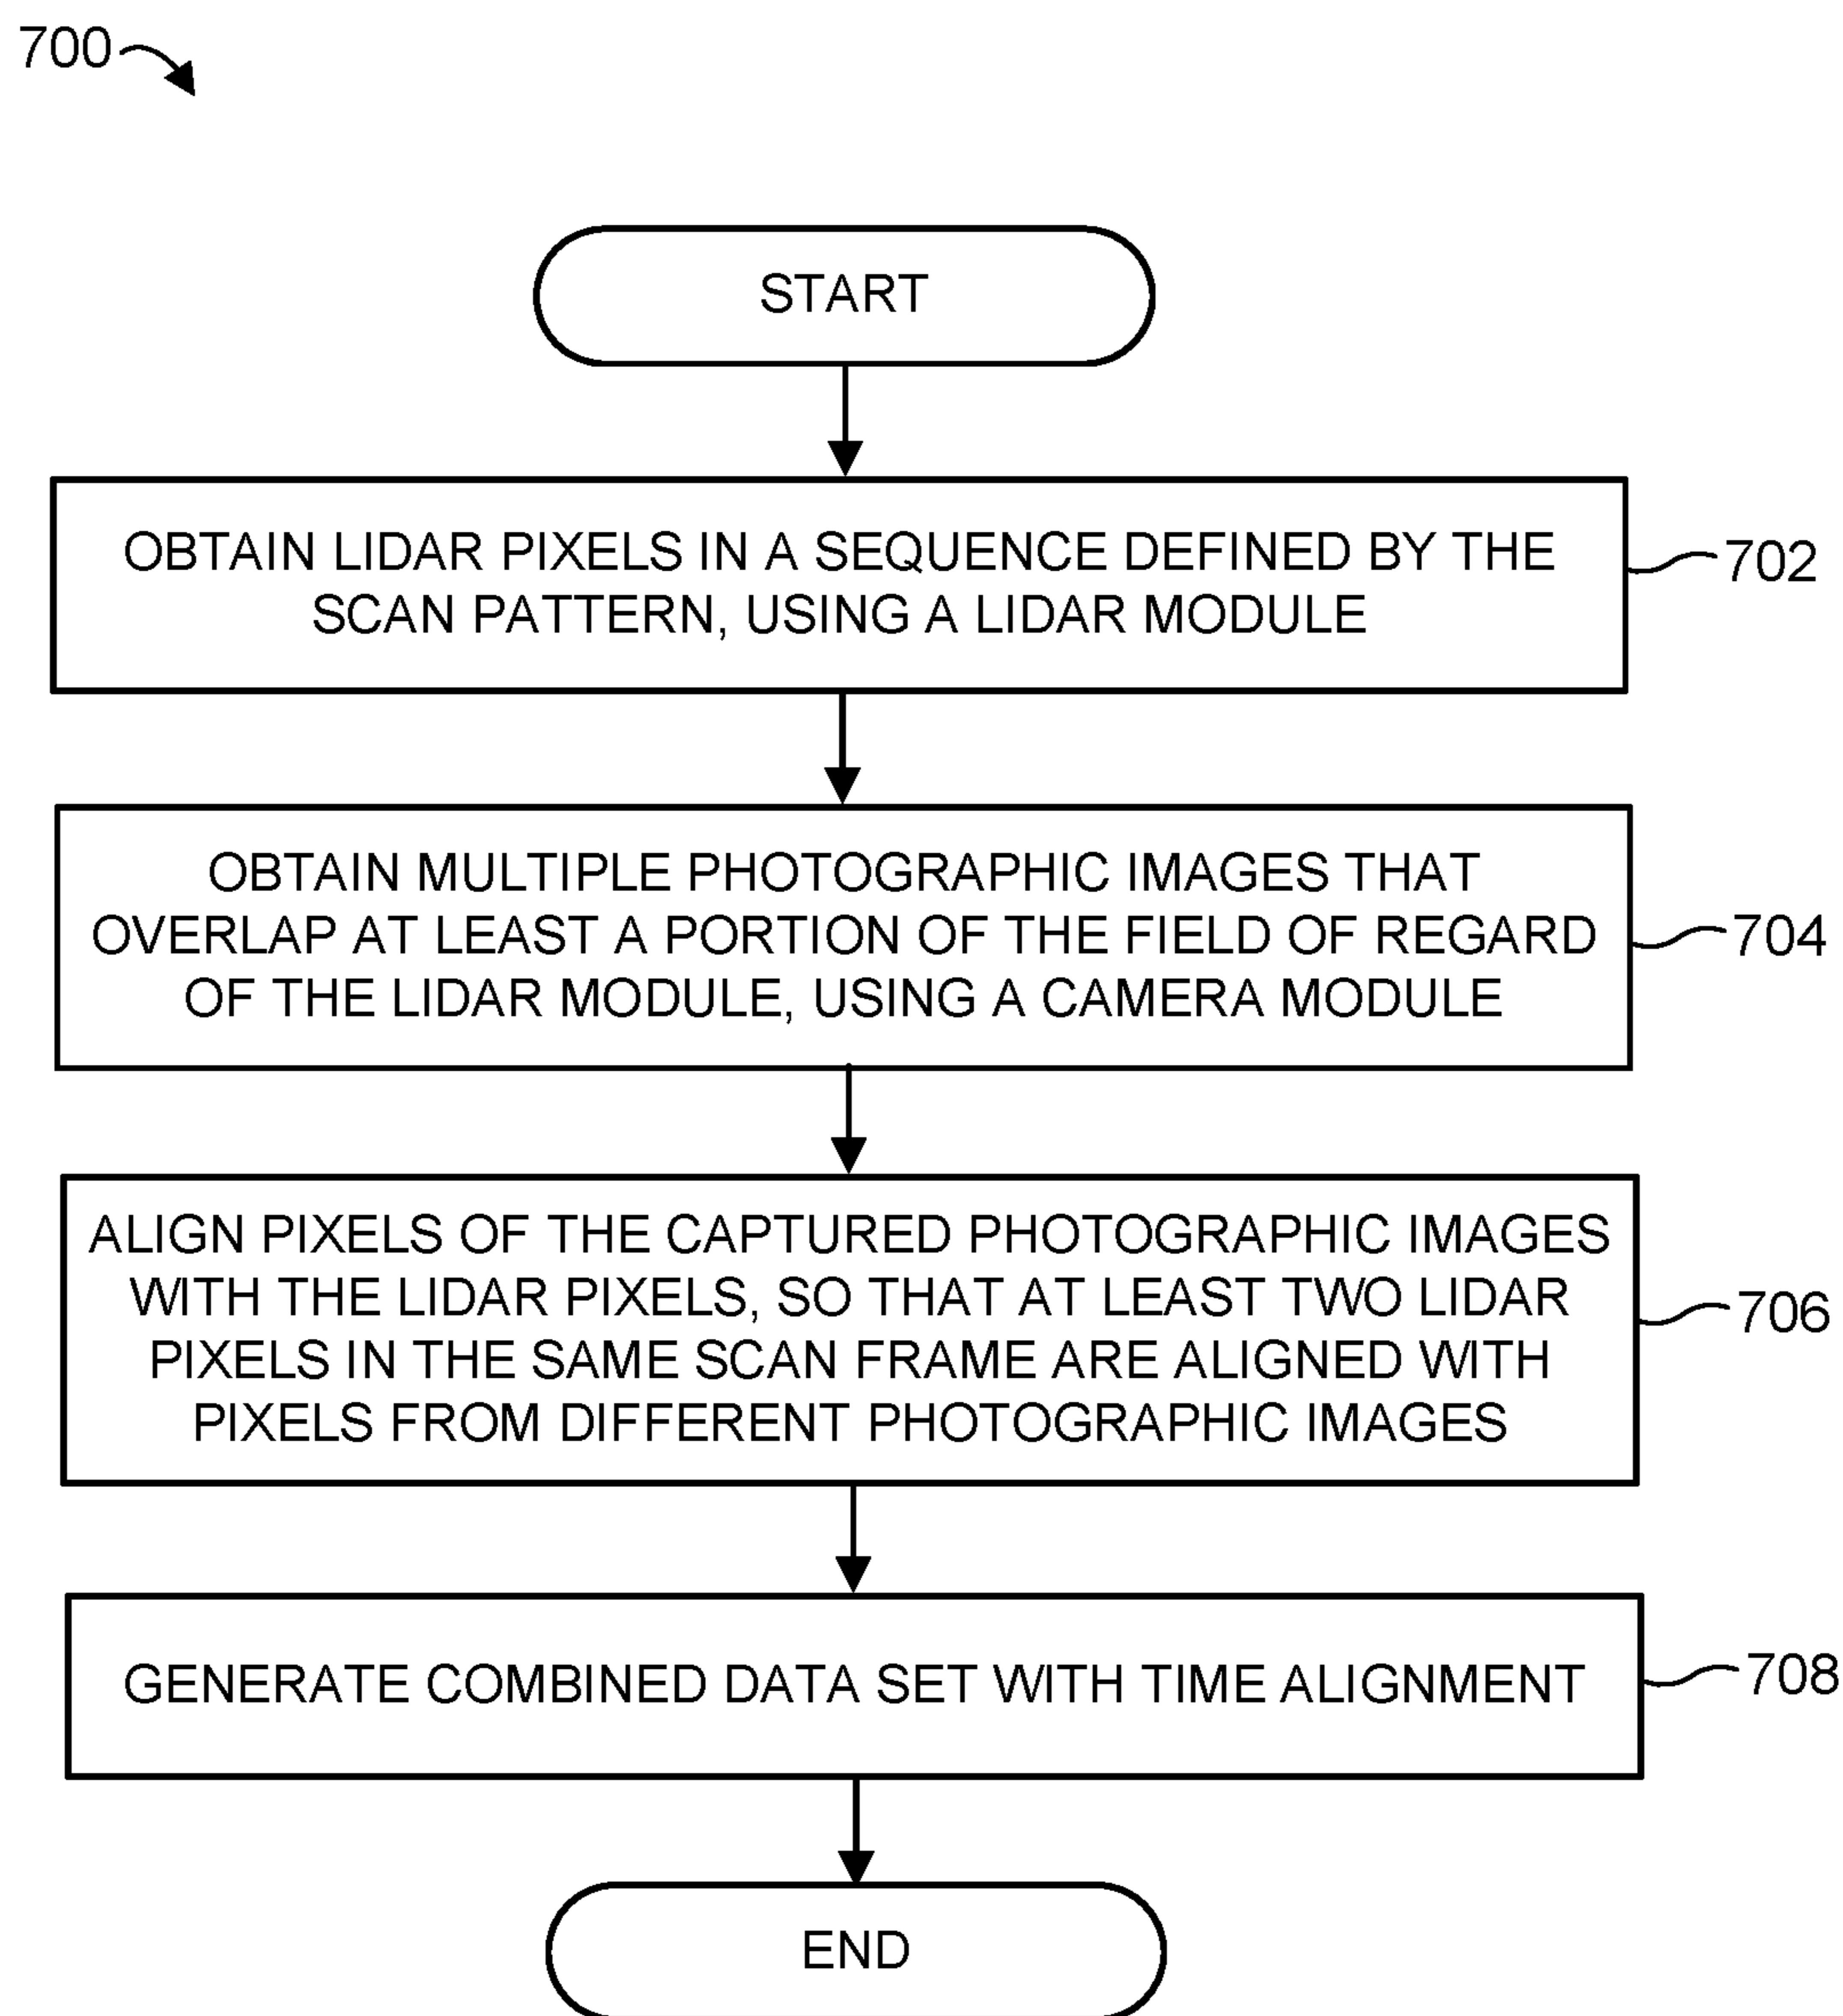 700
START
OBTAIN LIDAR PIXELS IN A SEQUENCE DEFINED BY THE
SCAN PATTERN, USING A LIDAR MODULE
702
OBTAIN MULTIPLE PHOTOGRAPHIC IMAGES THAT
OVERLAP AT LEAST A PORTION OF THE FIELD OF REGARD
OF THE LIDAR MODULE, USING A CAMERA MODULE
704
ALIGN PIXELS OF THE CAPTURED PHOTOGRAPHIC IMAGES
WITH THE LIDAR PIXELS, SO THAT AT LEAST TWO LIDAR
PIXELS IN THE SAME SCAN FRAME ARE ALIGNED WITH
PIXELS FROM DIFFERENT PHOTOGRAPHIC IMAGES
706
GENERATE COMBINED DATA SET WITH TIME ALIGNMENT
708
END